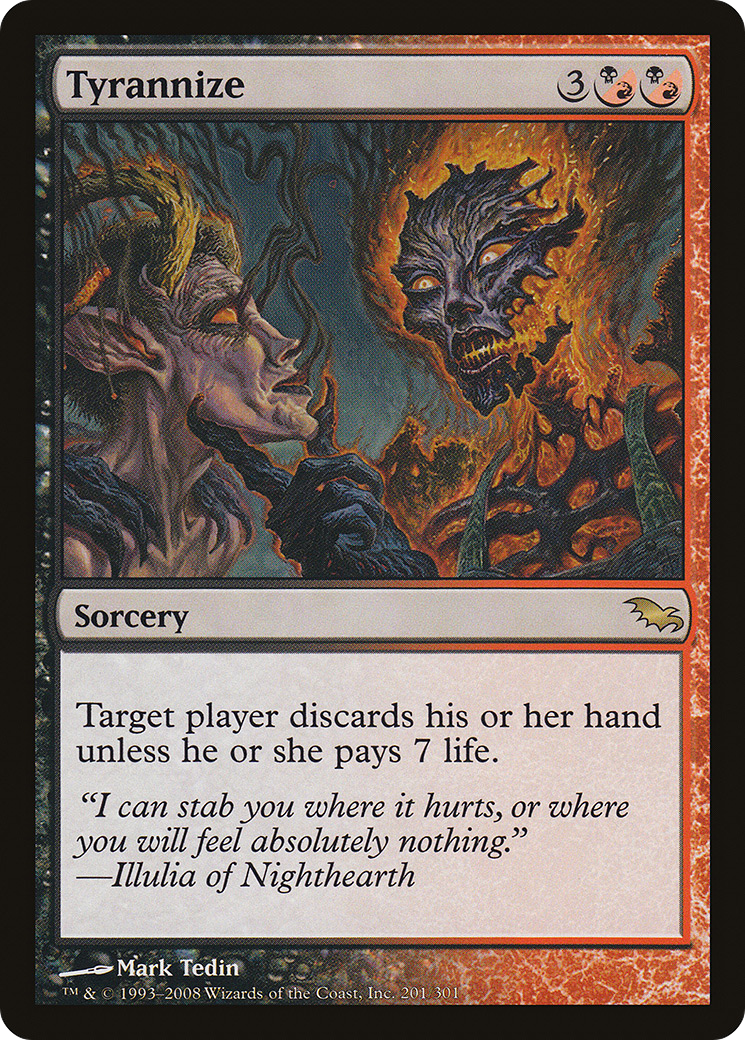 Tyrannize
3
Sorcery
Target player discards his or her hand
unless he or she pays 7 life.
“I can stab you where it hurts, or where
you will feel absolutely nothing.”
—Illulia of Nighthearth
Mark Tedin
™ & © 1993–2008 Wizards of the Coast, Inc. 201/301